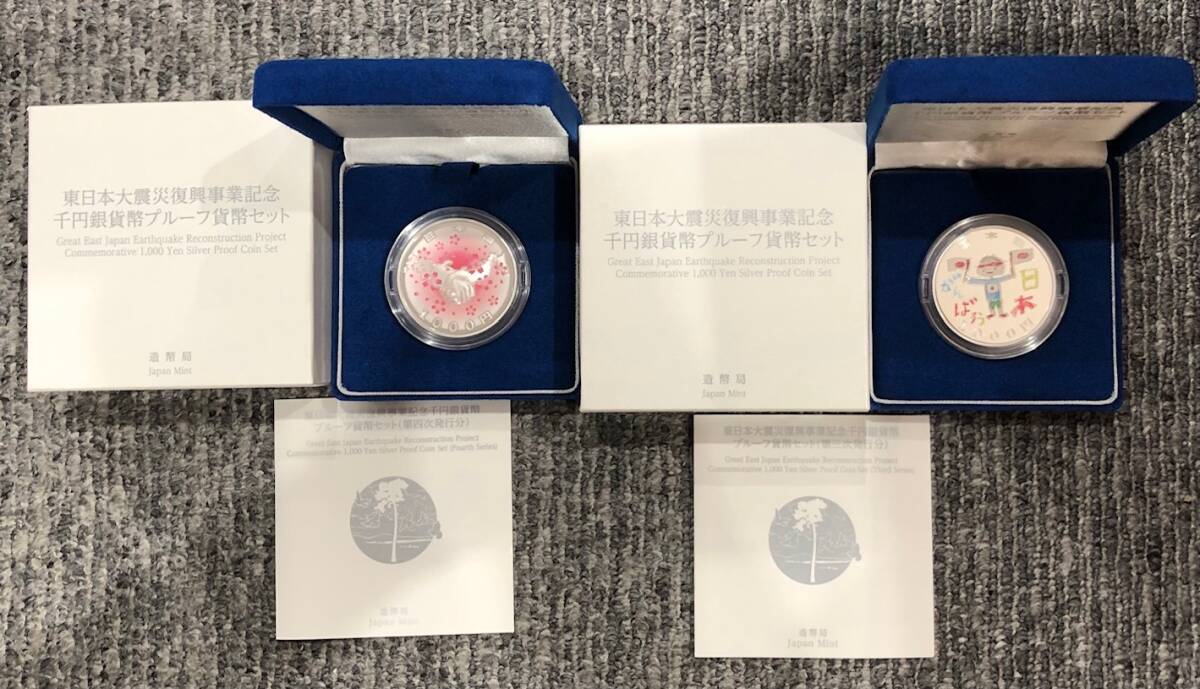 東日本大震災復興事業記念
千円銀貨幣プルーフ貨幣セット
Great East Japan Earthquake Reconstruction Project
Commemorative 1,000 Yen Silver Proof Coin Set
造幣局
Japan Mint
1000円
東日本大震災復興事業記念
千円銀貨幣プルーフ貨幣セット
Great East Japan Earthquake Reconstruction Project
Commemorative 1,000 Yen Silver Proof Coin Set
造幣局
Japan Mint
がんばろう日本
東日本大震災復興事業記念千円銀貨幣
プルーフ貨幣セット(第四次発行分)
Great East Japan Earthquake Reconstruction Project
Commemorative 1,000 Yen Silver Proof Coin Set (Fourth Series)
造幣局
Japan Mint
東日本大震災復興事業記念千円銀貨幣
プルーフ貨幣セット(第三次発行分)
Great East Japan Earthquake Reconstruction Project
Commemorative 1,000 Yen Silver Proof Coin Set (Third Series)
造幣局
Japan Mint